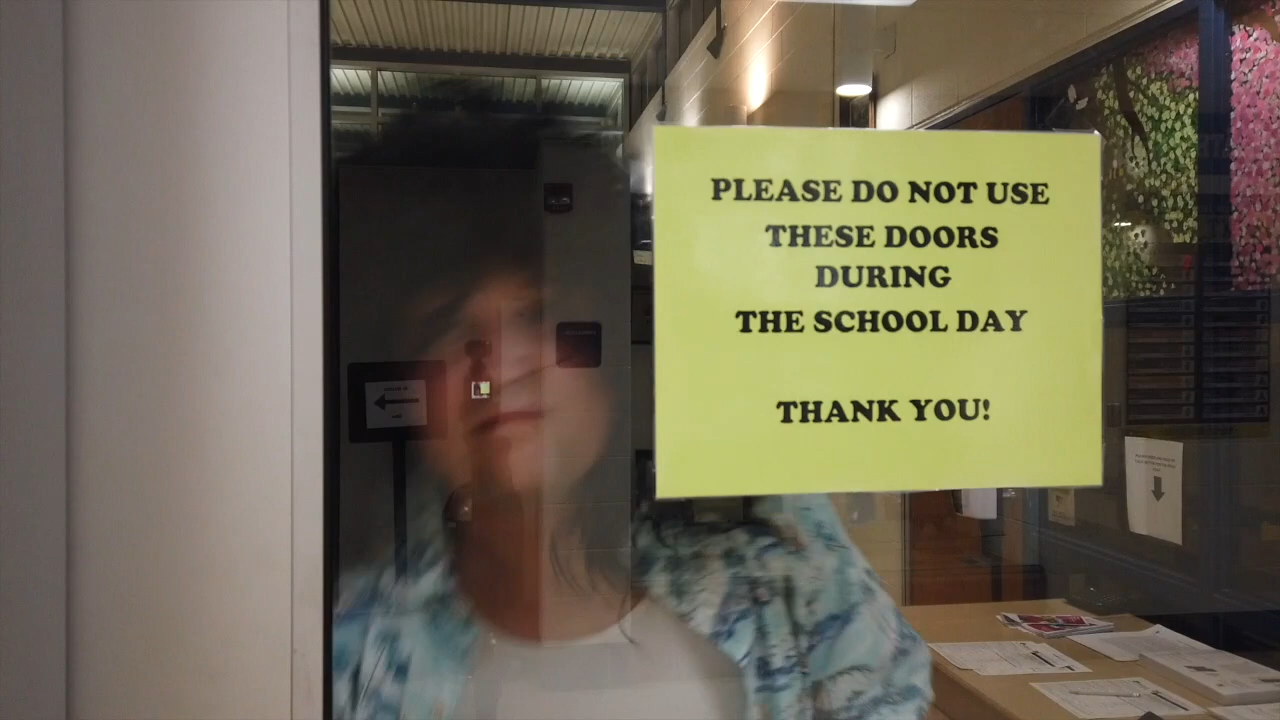 PLEASE DO NOT USE
THESE DOORS
DURING
THE SCHOOL DAY
THANK YOU!